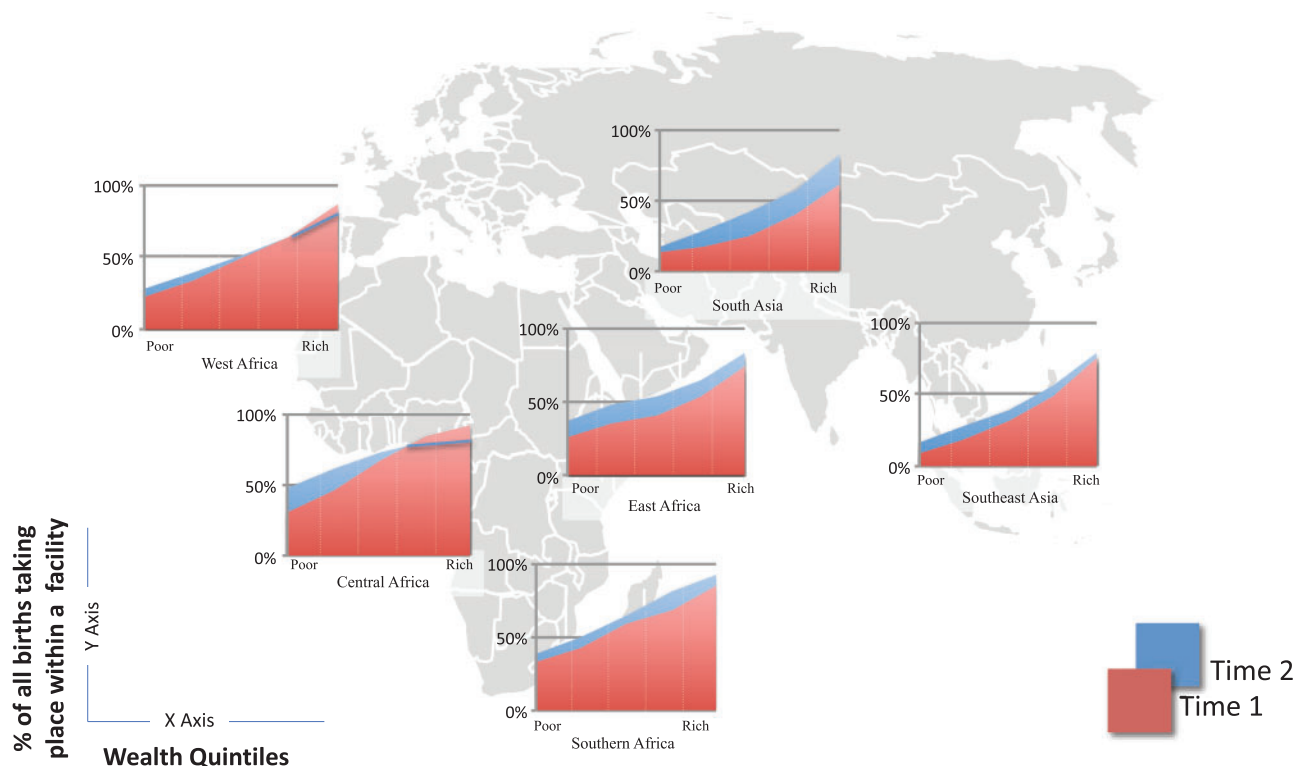 100%
50%
0%
Poor
Rich
South Asia
100%
50%
0%
Poor
Rich
West Africa
100%
50%
0%
Poor
Rich
East Africa
100%
50%
0%
Poor
Rich
Southeast Asia
100%
50%
0%
Poor
Rich
Central Africa
100%
50%
0%
Poor
Rich
Southern Africa
% of all births taking
place within a facility
Y Axis
X Axis
Wealth Quintiles
Time 2
Time 1